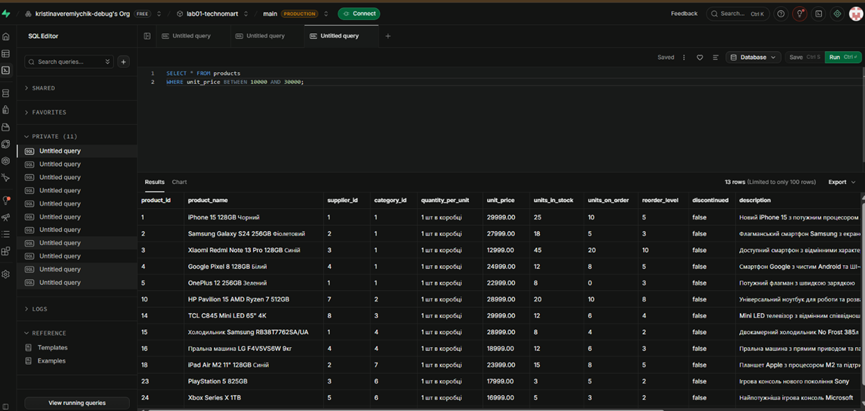 kristinaveremiychik-debug's Org FREE lab01-technomart main PRODUCTION Connect Feedback Search... Ctrl K
SQL Editor Untitled query Untitled query Untitled query
Search queries...
Saved Database Save Ctrl S Run Ctrl
SHARED
FAVORITES
PRIVATE (11)
Untitled query
Untitled query
Untitled query
Untitled query
Untitled query
Untitled query
Untitled query
Untitled query
Untitled query
Untitled query
Untitled query
LOGS
REFERENCE
Templates
Examples
View running queries
1 SELECT * FROM products
2 WHERE unit_price BETWEEN 10000 AND 30000;
Results Chart 13 rows (Limited to only 100 rows) Export
product_id product_name supplier_id category_id quantity_per_unit unit_price units_in_stock units_on_order reorder_level discontinued description
1 iPhone 15 128GB Чорний 1 1 1 шт в коробці 29999.00 25 10 5 false Новий iPhone 15 з потужним процесором
2 Samsung Galaxy S24 256GB Фіолетовий 2 1 1 шт в коробці 27999.00 18 5 3 false Флагманський смартфон Samsung з екран
3 Xiaomi Redmi Note 13 Pro 128GB Синій 3 1 1 шт в коробці 12999.00 45 20 10 false Доступний смартфон з відмінними характе
4 Google Pixel 8 128GB Білий 4 1 1 шт в коробці 24999.00 12 8 5 false Смартфон Google з чистим Android та ШІ-
5 OnePlus 12 256GB Зелений 1 1 1 шт в коробці 22999.00 8 0 3 false Потужний флагман з швидкою зарядкою
10 HP Pavilion 15 AMD Ryzen 7 512GB 7 2 1 шт в коробці 28999.00 20 10 8 false Універсальний ноутбук для роботи та розва
14 TCL C845 Mini LED 65" 4K 8 3 1 шт в коробці 29999.00 12 6 4 false Mini LED телевізор з відмінним співвідно
15 Холодильник Samsung RB38T7762SA/UA 1 4 1 шт в коробці 28999.00 8 4 2 false Двокамерний холодильник No Frost 385л
16 Пральна машина LG F4V5VS6W 9кг 4 4 1 шт в коробці 18999.00 12 6 3 false Пральна машина з прямим приводом та па
18 iPad Air M2 11" 128GB Синій 2 7 1 шт в коробці 23999.00 15 8 5 false Планшет Apple з процесором M2 та підтри
23 PlayStation 5 825GB 3 6 1 шт в коробці 17999.00 3 5 2 false Ігрова консоль нового покоління Sony
24 Xbox Series X 1TB 5 6 1 шт в коробці 16999.00 5 3 2 false Найпотужніша ігрова консоль Microsoft